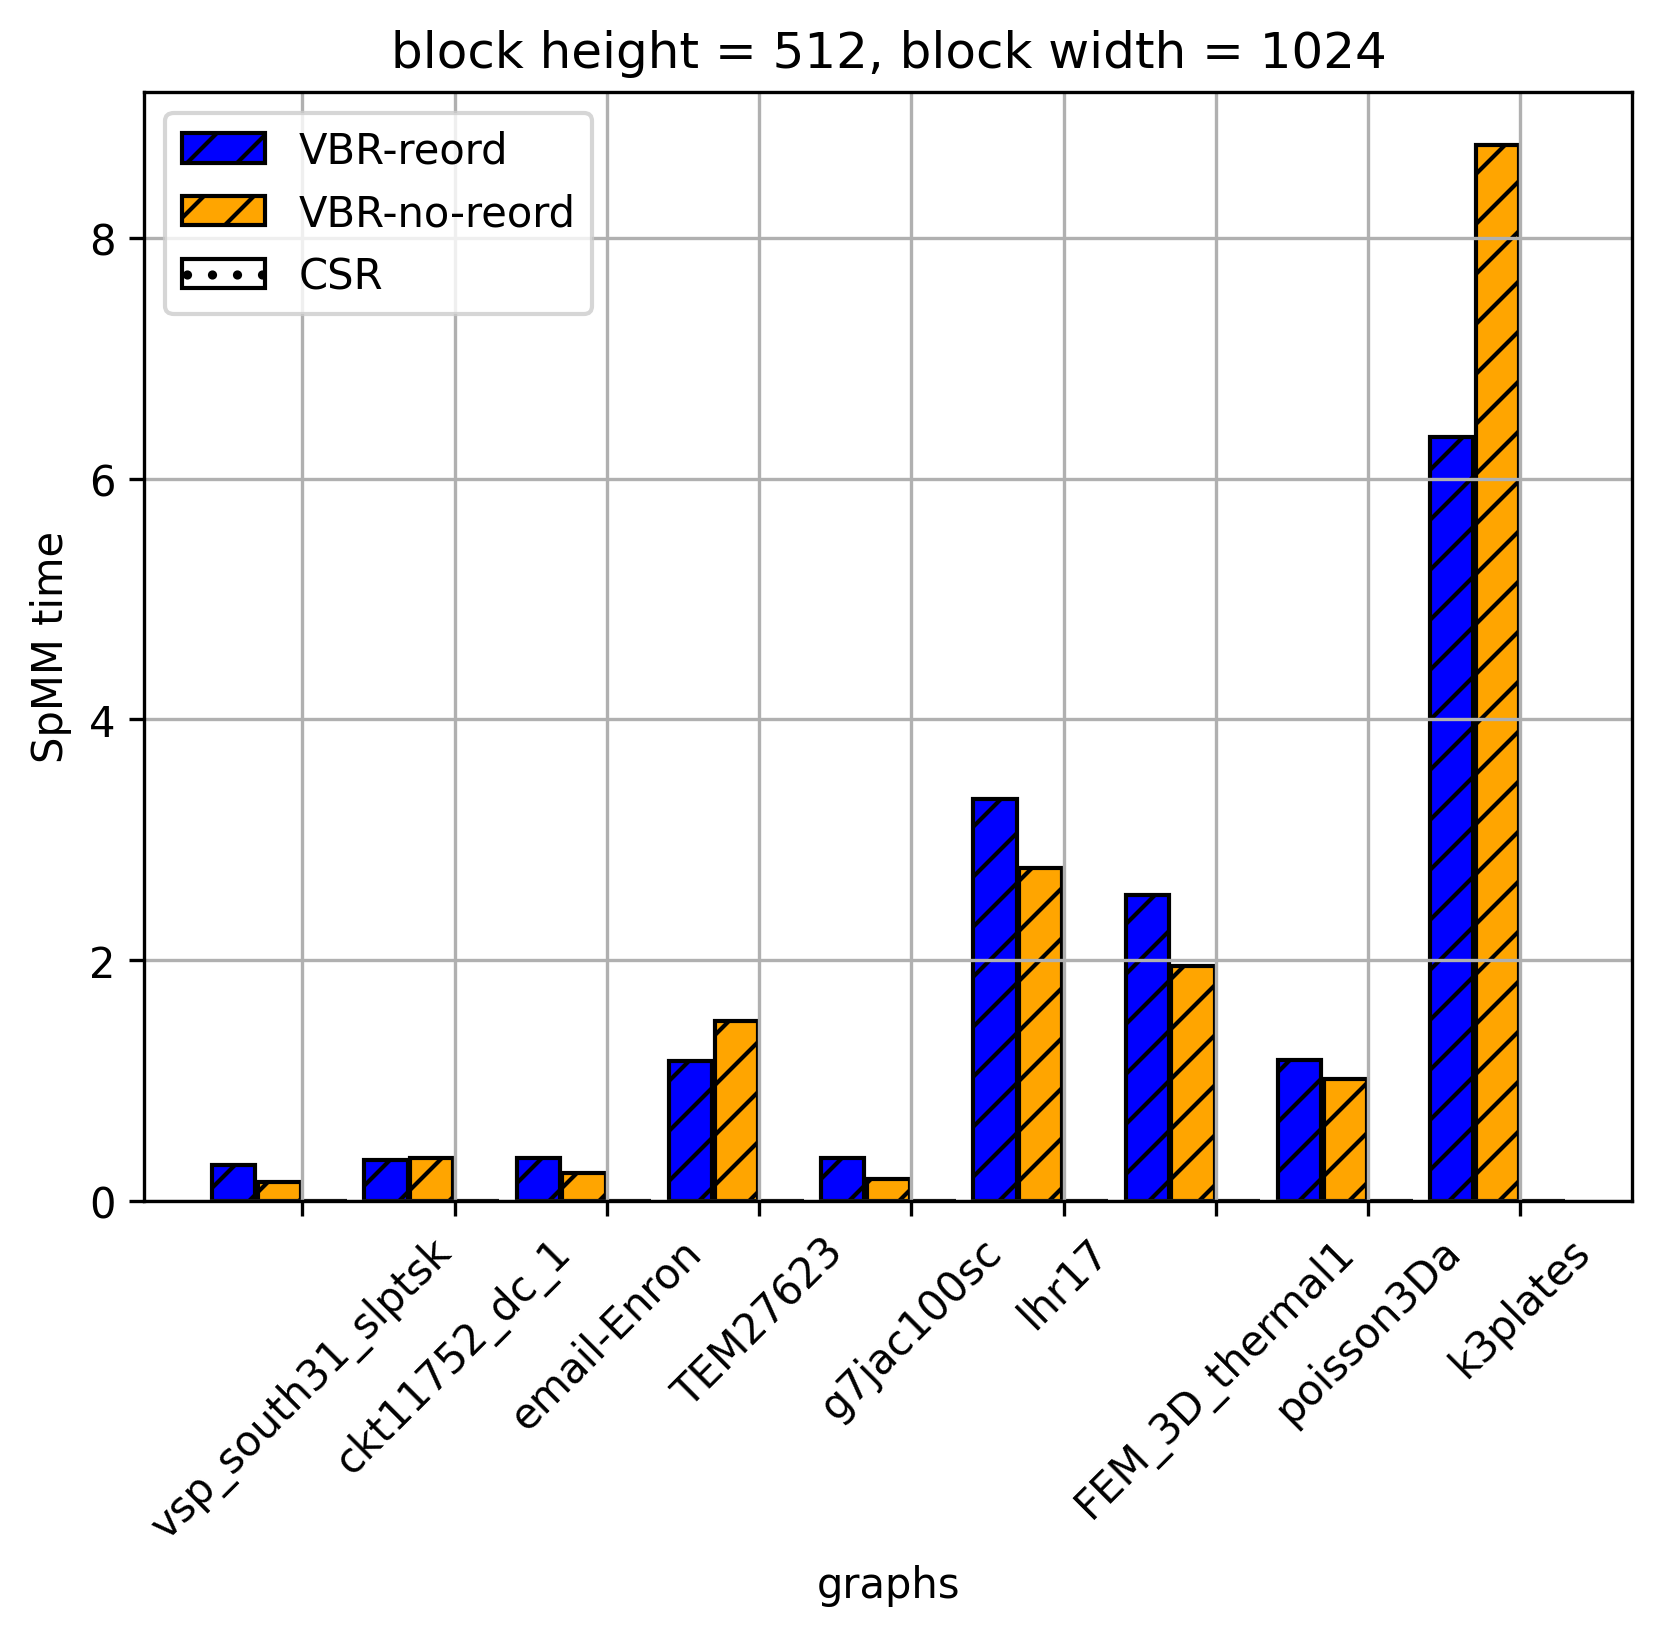 block height = 512, block width = 1024
VBR-reord
VBR-no-reord
CSR
8
6
4
2
0
SpMM time
vsp_south31_slptsk
ckt11752_dc_1
email-Enron
TEM27623
g7jac100sc
lhr17
FEM_3D_thermal1
poisson3Da
k3plates
graphs